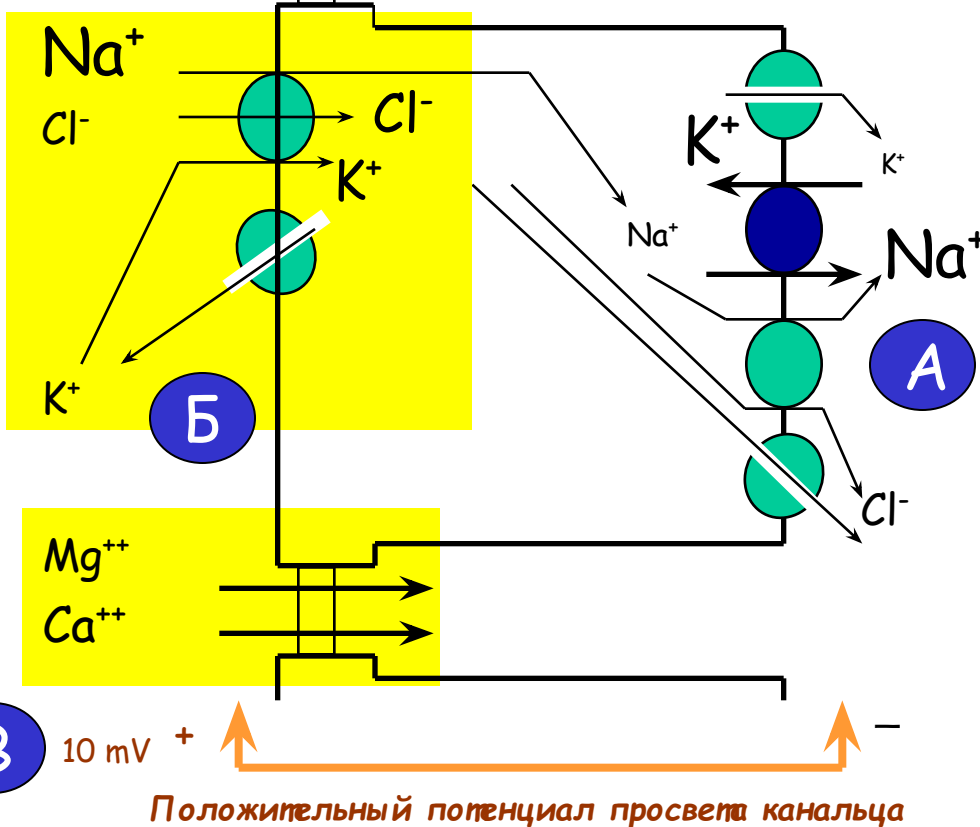 Na⁺
Cl⁻
Cl⁻
K⁺
K⁺
K⁺
K⁺
Na⁺
Na⁺
А
Б
Cl⁻
Mg⁺⁺
Ca⁺⁺
В
10 mV + –
Положительный потенциал просвета канальца